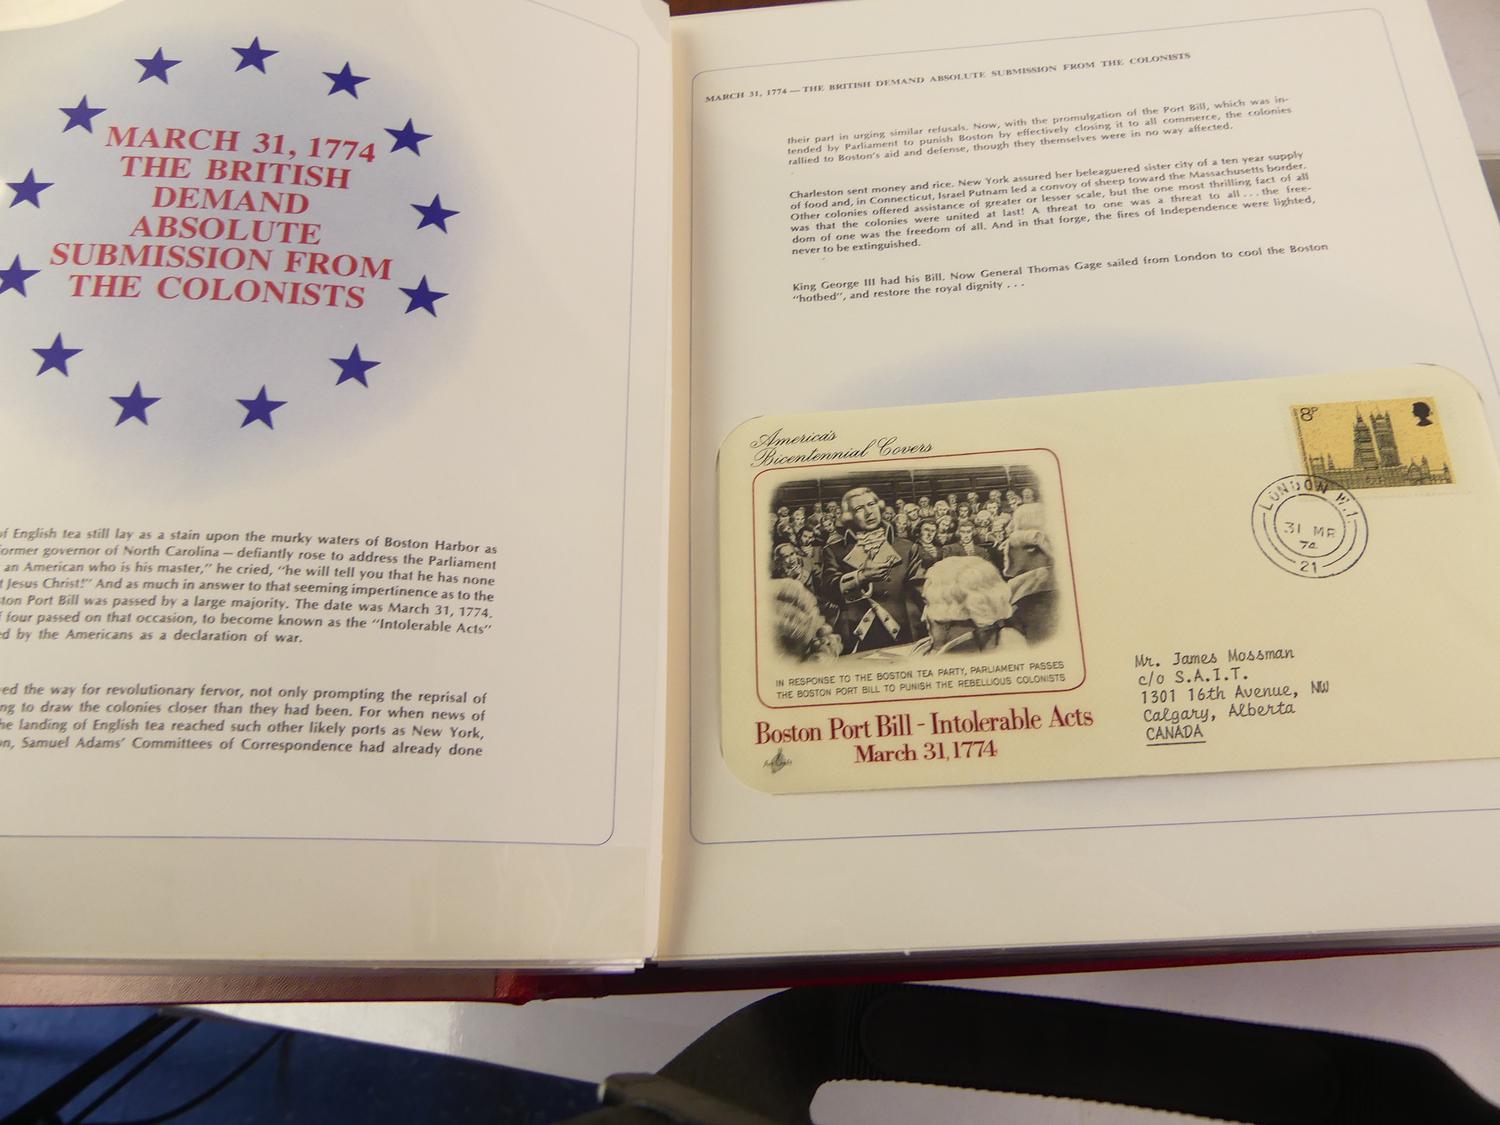 MARCH 31, 1774
THE BRITISH
DEMAND
ABSOLUTE
SUBMISSION FROM
THE COLONISTS
of English tea still lay as a stain upon the murky waters of Boston Harbor as
former governor of North Carolina — defiantly rose to address the Parliament
an American who is his master," he cried, "he will tell you that he has none
Jesus Christ!" And as much in answer to that seeming impertinence as to the
Port Bill was passed by a large majority. The date was March 31, 1774.
four passed on that occasion, to become known as the "Intolerable Acts"
by the Americans as a declaration of war.
the way for revolutionary fervor, not only prompting the reprisal of
to draw the colonies closer than they had been. For when news of
the landing of English tea reached such other likely ports as New York,
Samuel Adams' Committees of Correspondence had already done
MARCH 31, 1774 — THE BRITISH DEMAND ABSOLUTE SUBMISSION FROM THE COLONISTS
their part in urging similar refusals. Now, with the promulgation of the Port Bill, which was in-
tended by Parliament to punish Boston by effectively closing it to all commerce, the colonies
rallied to Boston's aid and defense, though they themselves were in no way affected.
Charleston sent money and rice. New York assured her beleaguered sister city of a ten year supply
of food and, in Connecticut, Israel Putnam led a convoy of sheep toward the Massachusetts border.
Other colonies offered assistance of greater or lesser scale, but the one most thrilling fact of all
was that the colonies were united at last! A threat to one was a threat to all . . . the free-
dom of one was the freedom of all. And in that forge, the fires of Independence were lighted,
never to be extinguished.
King George III had his Bill. Now General Thomas Gage sailed from London to cool the Boston
"hotbed", and restore the royal dignity . . .
America's
Bicentennial Covers
8P
LONDON W.1.
31 MR
74
21
IN RESPONSE TO THE BOSTON TEA PARTY, PARLIAMENT PASSES
THE BOSTON PORT BILL TO PUNISH THE REBELLIOUS COLONISTS
Boston Port Bill - Intolerable Acts
March 31, 1774
Art Craft
Mr. James Mossman
c/o S.A.I.T.
1301 16th Avenue, NW
Calgary, Alberta
CANADA